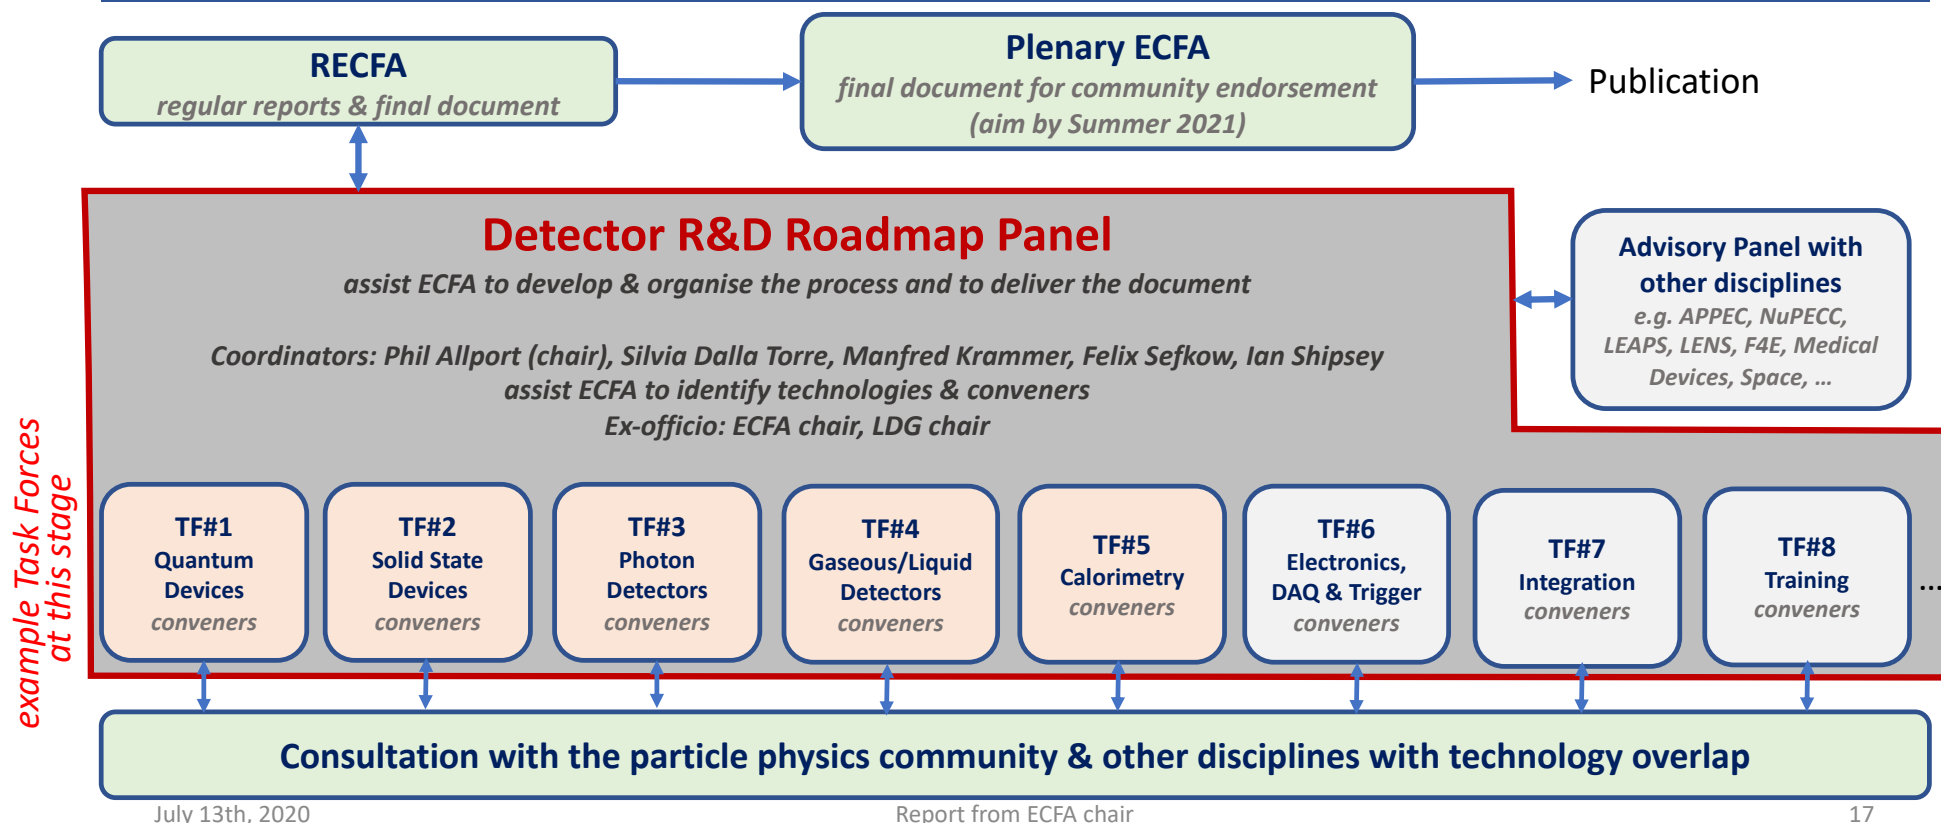 RECFA
regular reports & final document
Plenary ECFA
final document for community endorsement
(aim by Summer 2021)
Publication
Detector R&D Roadmap Panel
assist ECFA to develop & organise the process and to deliver the document
Coordinators: Phil Allport (chair), Silvia Dalla Torre, Manfred Krammer, Felix Sefkow, Ian Shipsey
assist ECFA to identify technologies & conveners
Ex-officio: ECFA chair, LDG chair
Advisory Panel with
other disciplines
e.g. APPEC, NuPECC,
LEAPS, LENS, F4E, Medical
Devices, Space, …
example Task Forces
at this stage
TF#1
Quantum
Devices
conveners
TF#2
Solid State
Devices
conveners
TF#3
Photon
Detectors
conveners
TF#4
Gaseous/Liquid
Detectors
conveners
TF#5
Calorimetry
conveners
TF#6
Electronics,
DAQ & Trigger
conveners
TF#7
Integration
conveners
TF#8
Training
conveners
…
Consultation with the particle physics community & other disciplines with technology overlap
July 13th, 2020
Report from ECFA chair
17